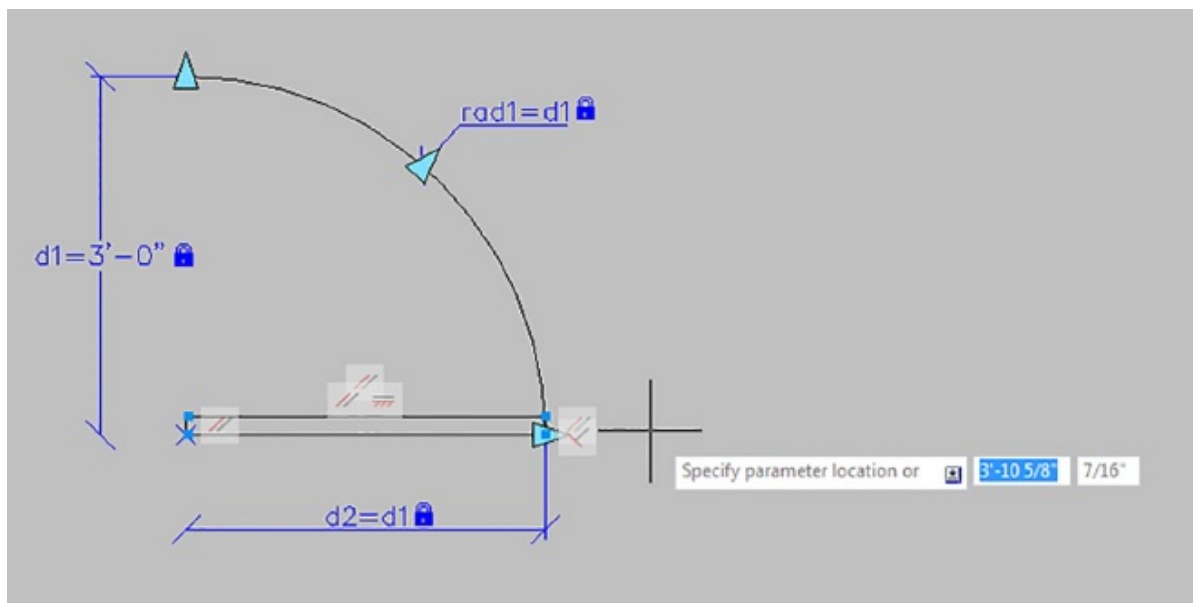 rad1=d1
d1=3'-0"
Specify parameter location or 3'-10 5/8" 7/16"
d2=d1